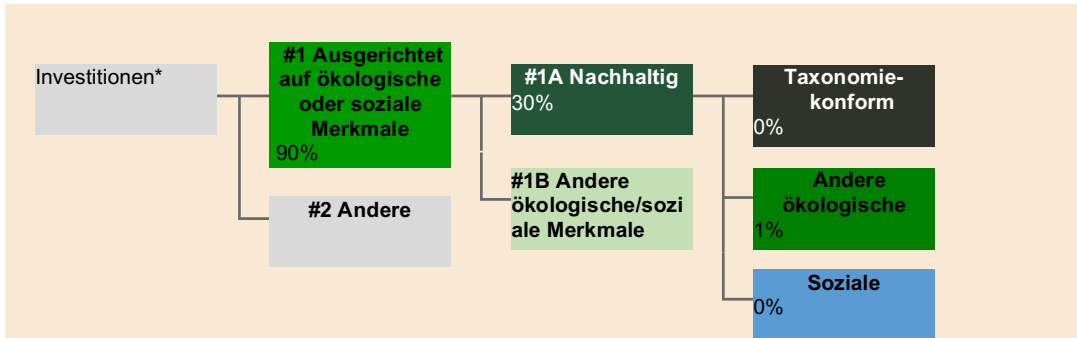 Investitionen*
#1 Ausgerichtet
auf ökologische
oder soziale
Merkmale
90%
#2 Andere
#1A Nachhaltig
30%
#1B Andere
ökologische/sozi
ale Merkmale
Taxonomie-
konform
0%
Andere
ökologische
1%
Soziale
0%